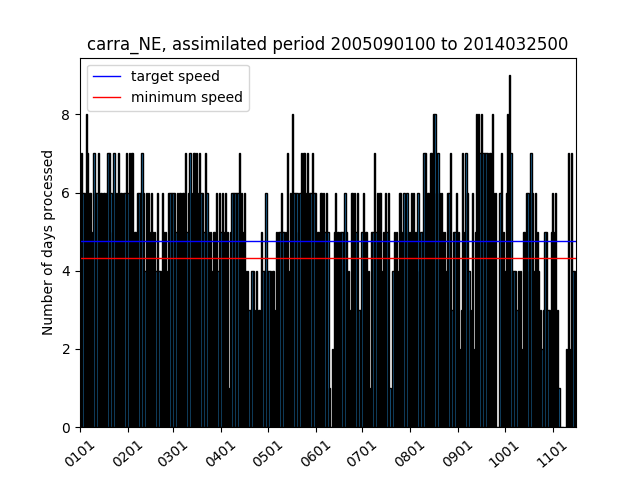 carra_NE, assimilated period 2005090100 to 2014032500
target speed
minimum speed
Number of days processed
8
6
4
2
0
0101 0201 0301 0401 0501 0601 0701 0801 0901 1001 1101